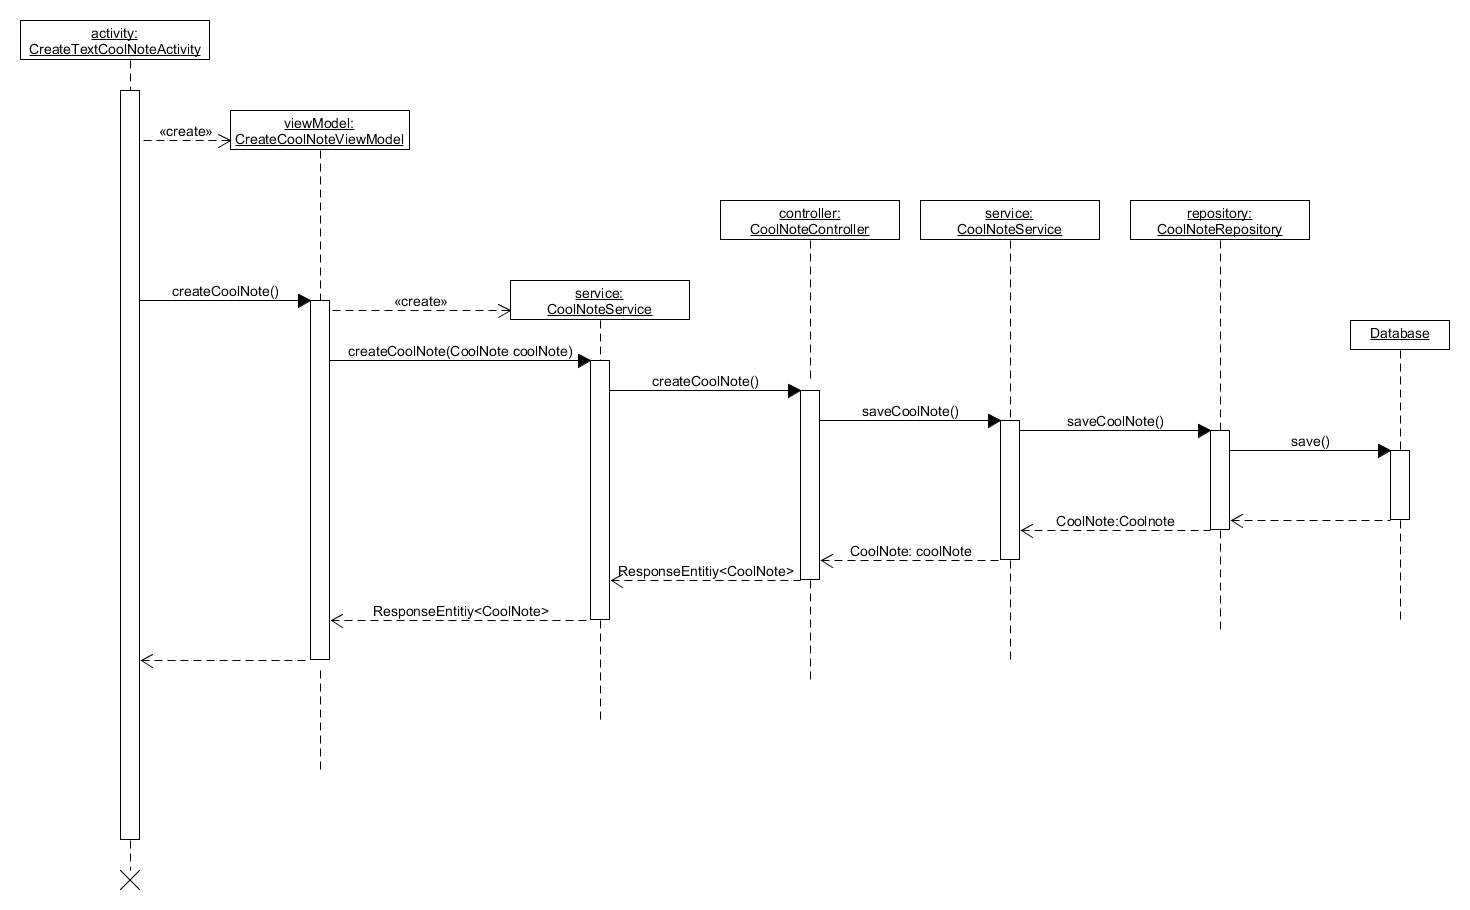 activity:
CreateTextCoolNoteActivity
«create»
viewModel:
CreateCoolNoteViewModel
controller:
CoolNoteController
service:
CoolNoteService
repository:
CoolNoteRepository
createCoolNote()
«create»
service:
CoolNoteService
Database
createCoolNote(CoolNote coolNote)
createCoolNote()
saveCoolNote()
saveCoolNote()
save()
CoolNote:Coolnote
CoolNote: coolNote
ResponseEntitiy<CoolNote>
ResponseEntitiy<CoolNote>